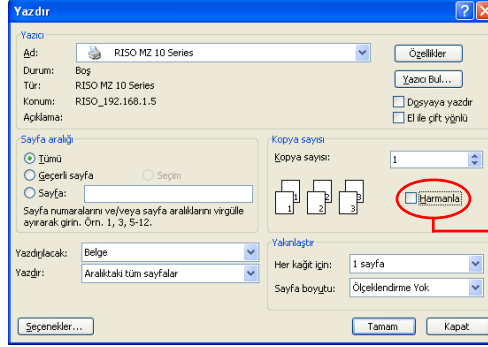 Yazdır
Yazıcı
Ad: RISO MZ 10 Series
Özellikler
Durum: Boş
Tür: RISO MZ 10 Series
Yazıcı Bul...
Konum: RISO_192.168.1.5
Dosyaya yazdır
Açıklama:
El ile çift yönlü
Sayfa aralığı
Tümü
Geçerli sayfa
Seçim
Sayfa:
Sayfa numaralarını ve/veya sayfa aralıklarını virgülle
ayırarak girin. Örn. 1, 3, 5-12.
Kopya sayısı
Kopya sayısı: 1
1 1 2 2 3 3
Harmanla
Yazdırılacak: Belge
Yazdır: Aralıktaki tüm sayfalar
Yakınlaştır
Her kağıt için: 1 sayfa
Sayfa boyutu: Ölçeklendirme Yok
Seçenekler...
Tamam
Kapat